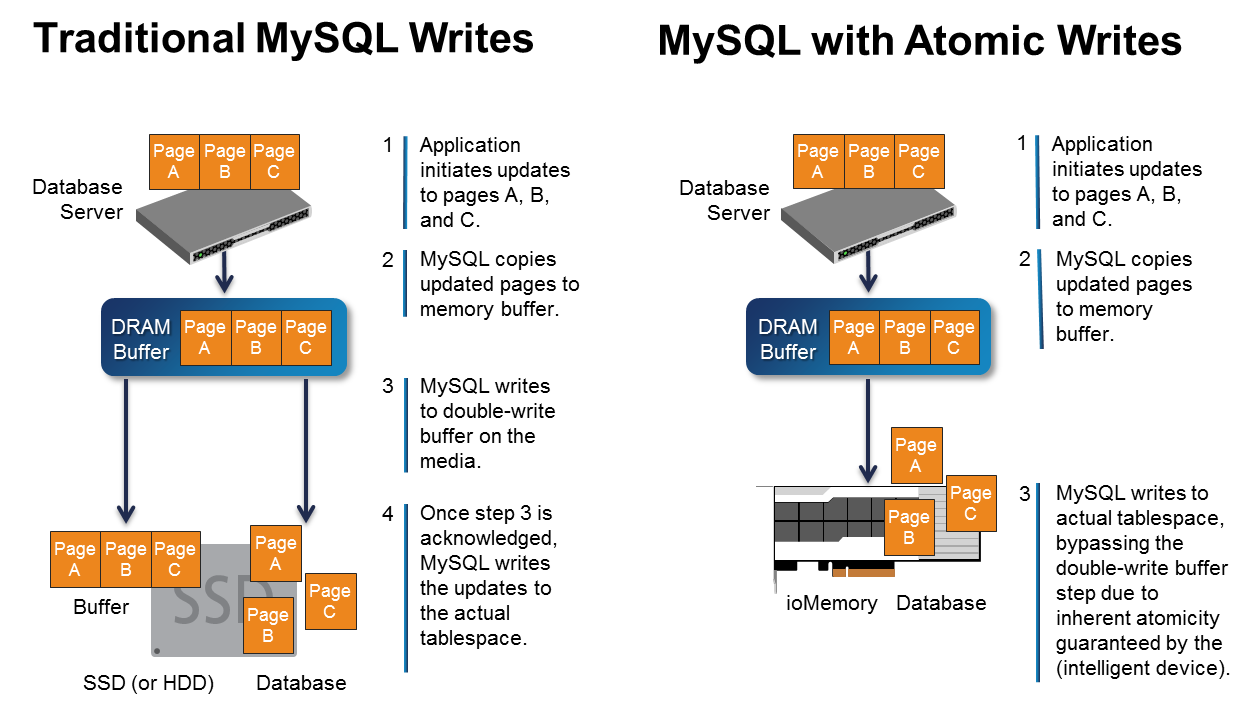 Traditional MySQL Writes
Page A
Page B
Page C
Database
Server
1
Application
initiates updates
to pages A, B,
and C.
2
MySQL copies
updated pages to
memory buffer.
DRAM
Buffer
Page A
Page B
Page C
3
MySQL writes
to double-write
buffer on the
media.
4
Once step 3 is
acknowledged,
MySQL writes
the updates to
the actual
tablespace.
Page A
Page B
Page C
Buffer
SSD
Page A
Page C
Page B
SSD (or HDD)
Database
MySQL with Atomic Writes
Page A
Page B
Page C
Database
Server
1
Application
initiates updates
to pages A, B,
and C.
2
MySQL copies
updated pages
to memory
buffer.
DRAM
Buffer
Page A
Page B
Page C
Page A
Page C
Page B
ioMemory
Database
3
MySQL writes to
actual tablespace,
bypassing the
double-write buffer
step due to
inherent atomicity
guaranteed by the
(intelligent device).